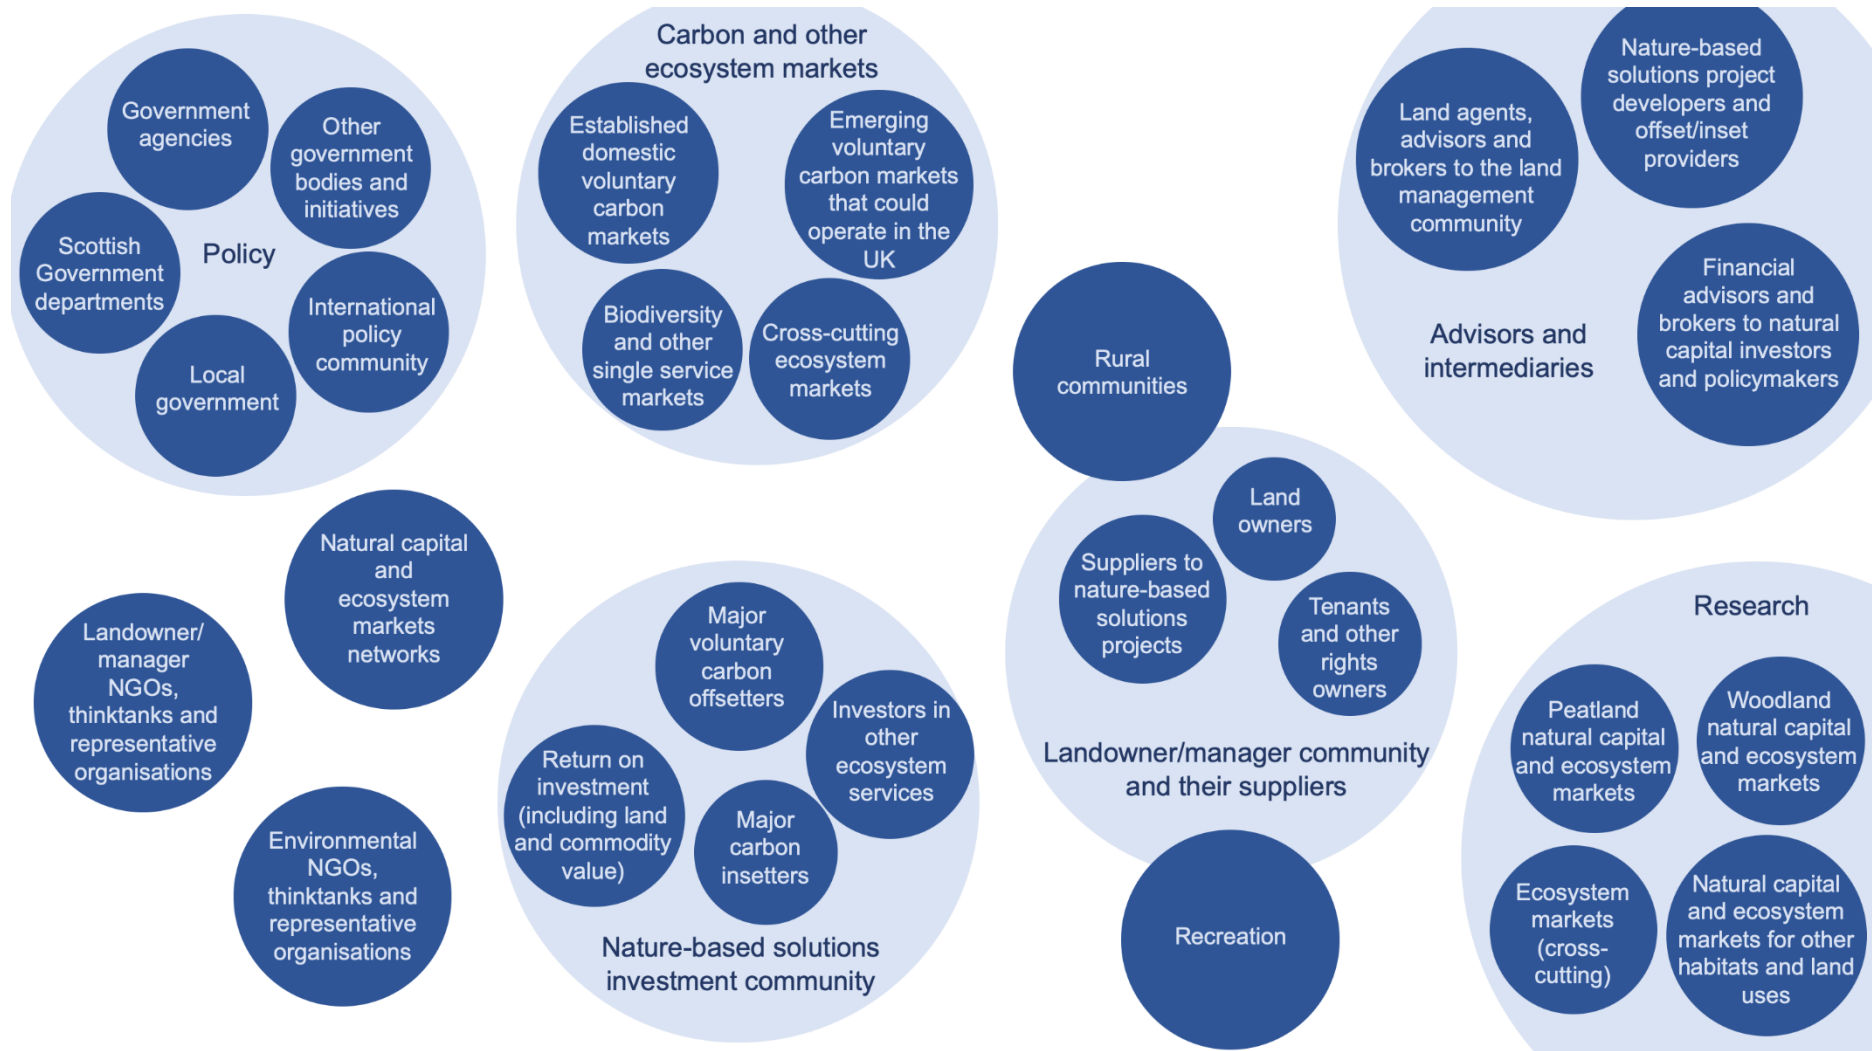 Policy
Government
agencies
Other
government
bodies and
initiatives
Scottish
Government
departments
International
policy
community
Local
government
Carbon and other
ecosystem markets
Established
domestic
voluntary
carbon
markets
Emerging
voluntary
carbon markets
that could
operate in the
UK
Biodiversity
and other
single service
markets
Cross-cutting
ecosystem
markets
Advisors and
intermediaries
Land agents,
advisors and
brokers to the land
management
community
Nature-based
solutions project
developers and
offset/inset
providers
Financial
advisors and
brokers to natural
capital investors
and policymakers
Rural
communities
Land
owners
Suppliers to
nature-based
solutions
projects
Tenants
and other
rights
owners
Landowner/manager community
and their suppliers
Recreation
Natural capital
and
ecosystem
markets
networks
Landowner/
manager
NGOs,
thinktanks and
representative
organisations
Environmental
NGOs,
thinktanks and
representative
organisations
Major
voluntary
carbon
offsetters
Investors in
other
ecosystem
services
Return on
investment
(including land
and commodity
value)
Major
carbon
insetters
Nature-based solutions
investment community
Research
Peatland
natural capital
and ecosystem
markets
Woodland
natural capital
and ecosystem
markets
Ecosystem
markets
(cross-
cutting)
Natural capital
and ecosystem
markets for other
habitats and land
uses